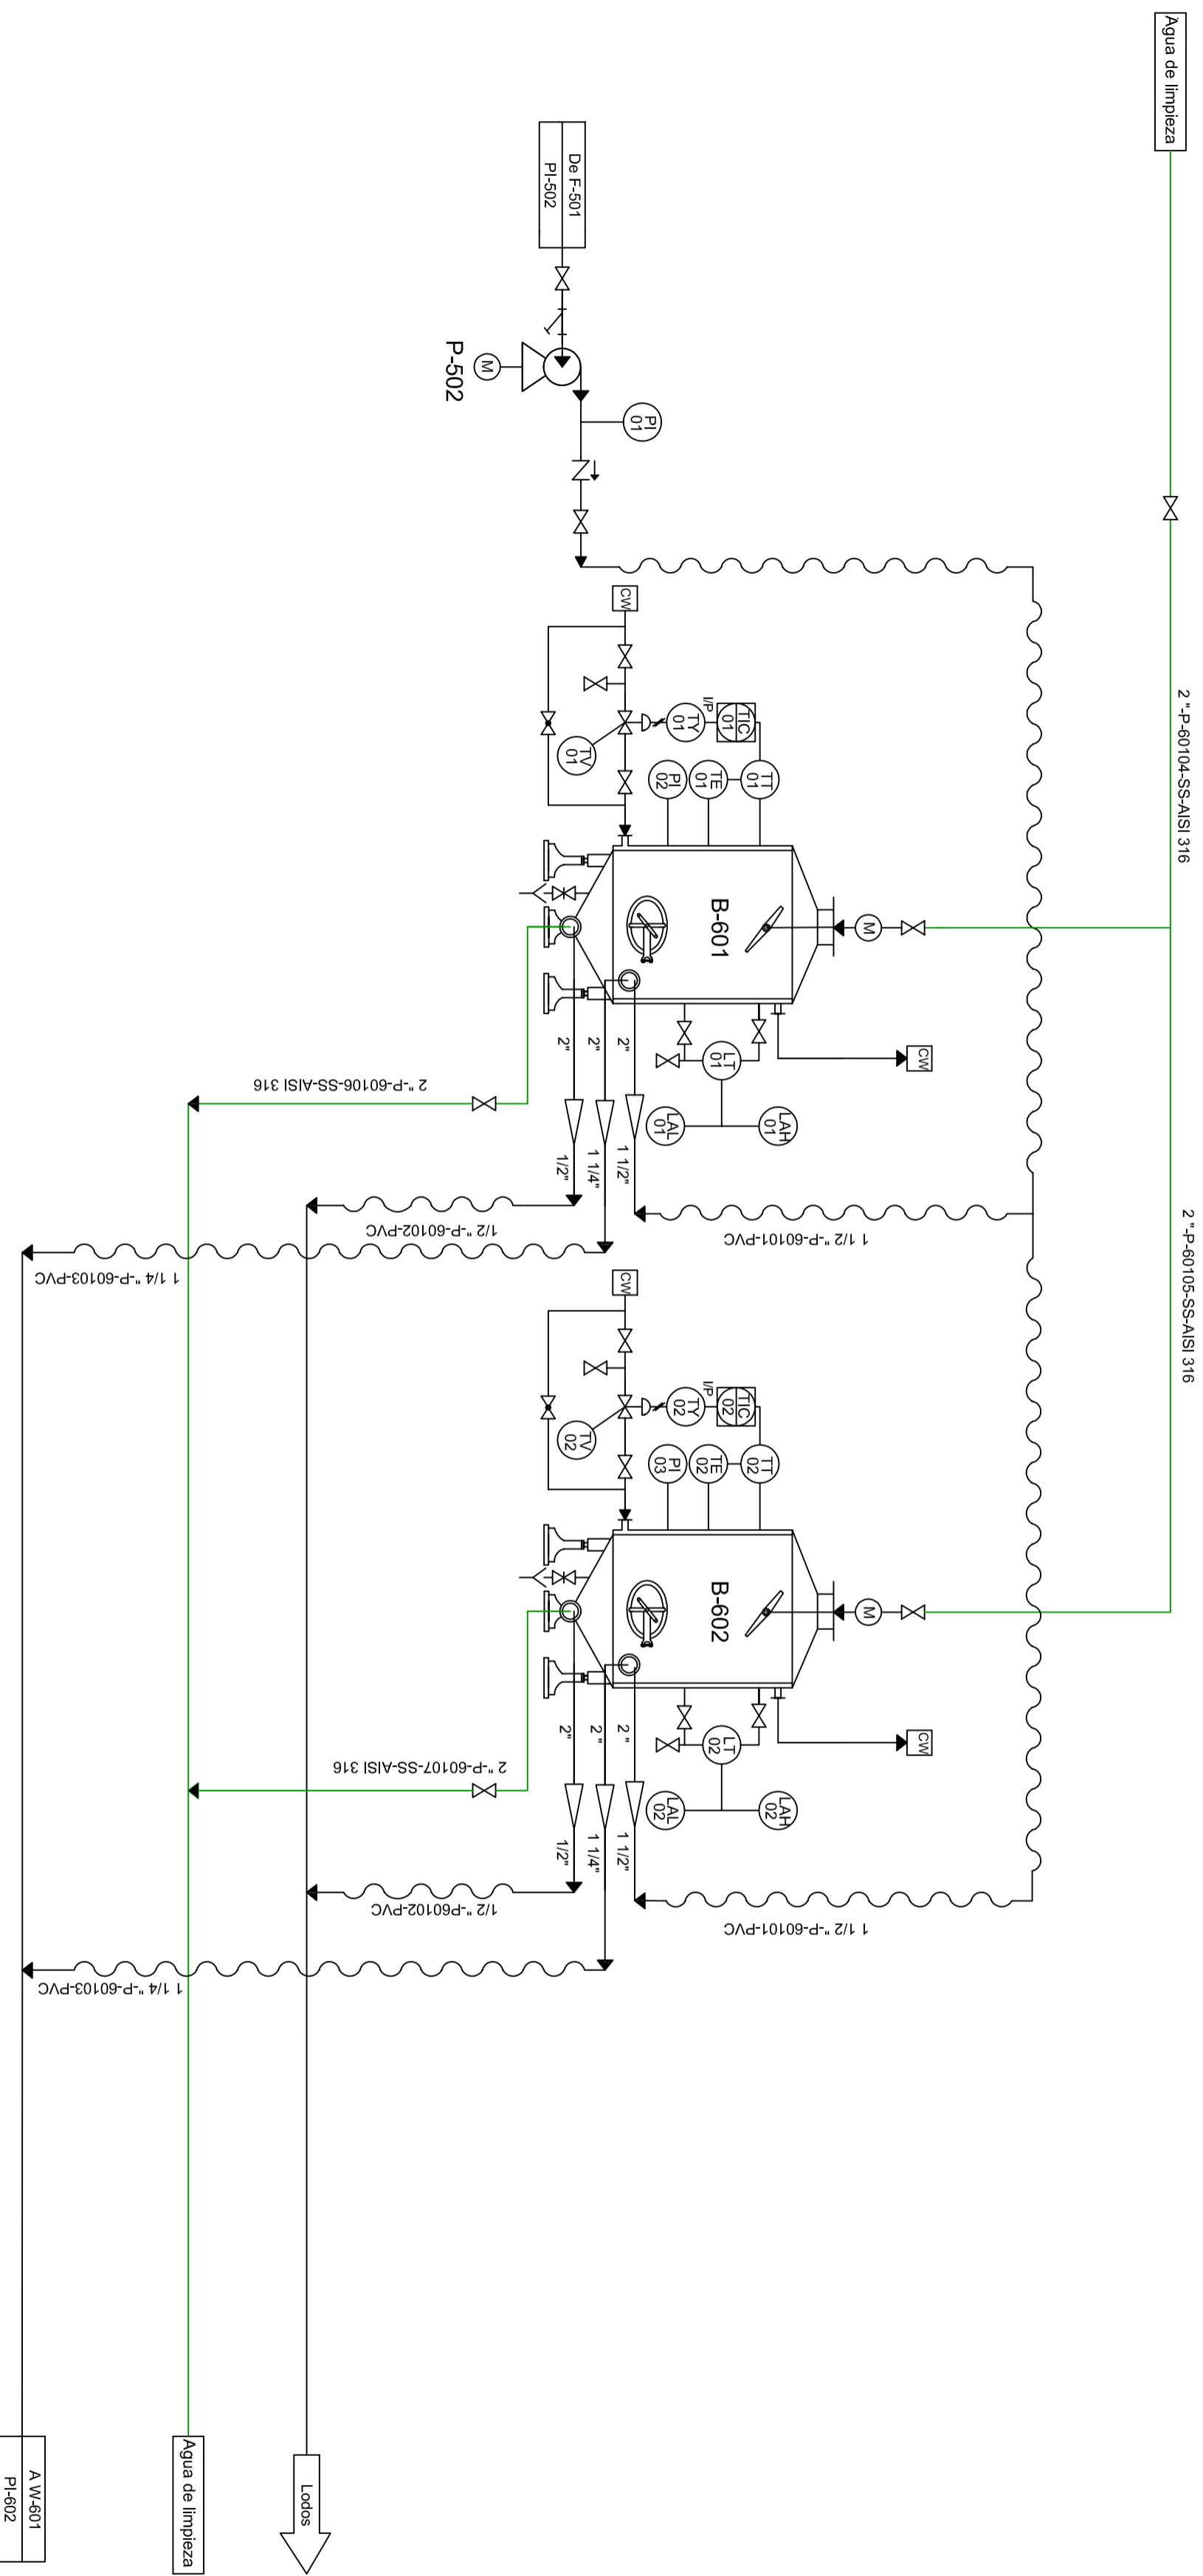 Agua de limpieza
2 "-P-60104-SS-AISI 316
2 "-P-60105-SS-AISI 316
De F-501
PI-502
P-502
M
PI
01
CW
I/P
TIC
01
TY
01
TV
01
TT
01
TE
01
PI
02
B-601
M
CW
LT
01
LAH
01
LAL
01
2"
2"
2"
1 1/2"
1 1/4"
1/2"
2 "-P-60106-SS-AISI 316
1/2 "-P-60102-PVC
1 1/2 "-P-60101-PVC
1 1/4 "-P-60103-PVC
CW
I/P
TIC
02
TY
02
TV
02
TT
02
TE
02
PI
03
B-602
M
CW
LT
02
LAH
02
LAL
02
2 "
2 "
2"
1 1/2"
1 1/4"
1/2"
2 "-P-60107-SS-AISI 316
1/2 "-P60102-PVC
1 1/2 "-P-60101-PVC
1 1/4 "-P-60103-PVC
Lodos
Agua de limpieza
A W-601
PI-602